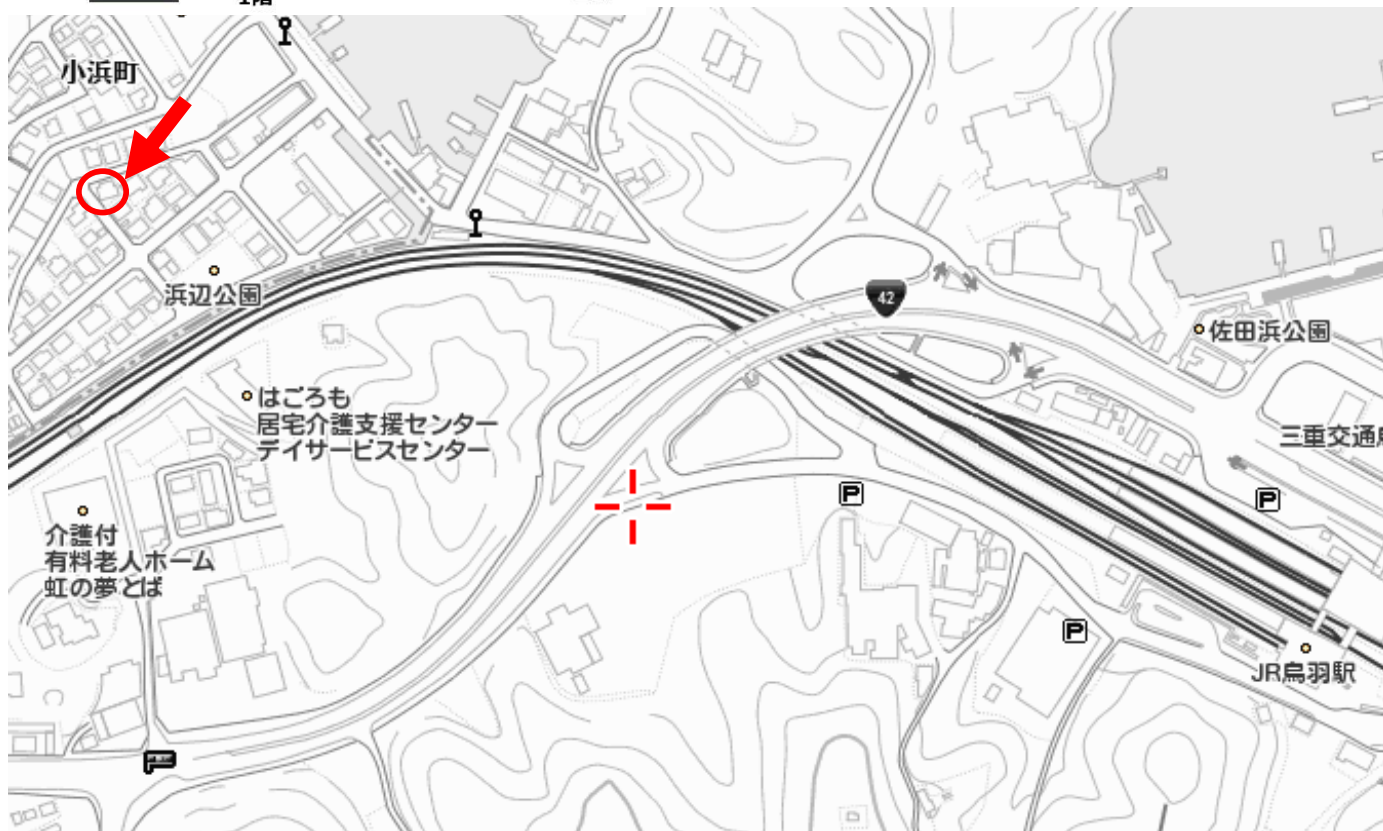 1階
小浜町
浜辺公園
42
佐田浜公園
はごろも
居宅介護支援センター
デイサービスセンター
三重交通鳥
P
P
介護付
有料老人ホーム
虹の夢とば
P
JR鳥羽駅